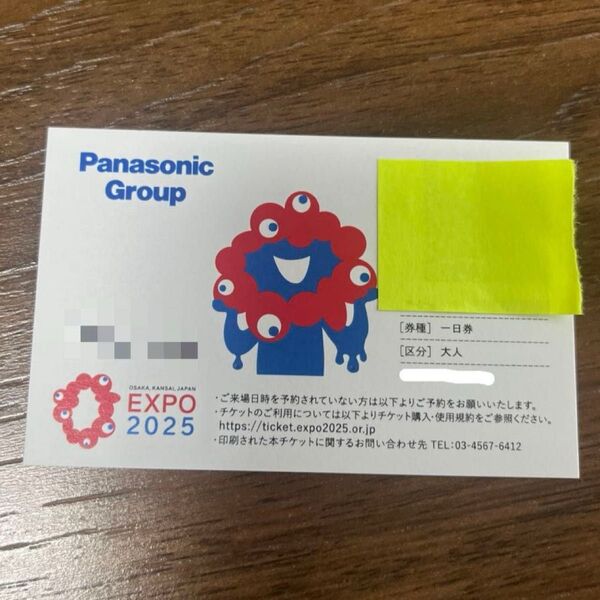 Panasonic
Group
[券種] 一日券
[区分] 大人
OSAKA, KANSAI, JAPAN
EXPO
2025
・ご来場日時を予約されていない方は以下よりご予約をお願いいたします。
・チケットのご利用については以下よりチケット購入・使用規約をご参照ください。
https://ticket.expo2025.or.jp
・印刷された本チケットに関するお問い合わせ先 TEL:03-4567-6412